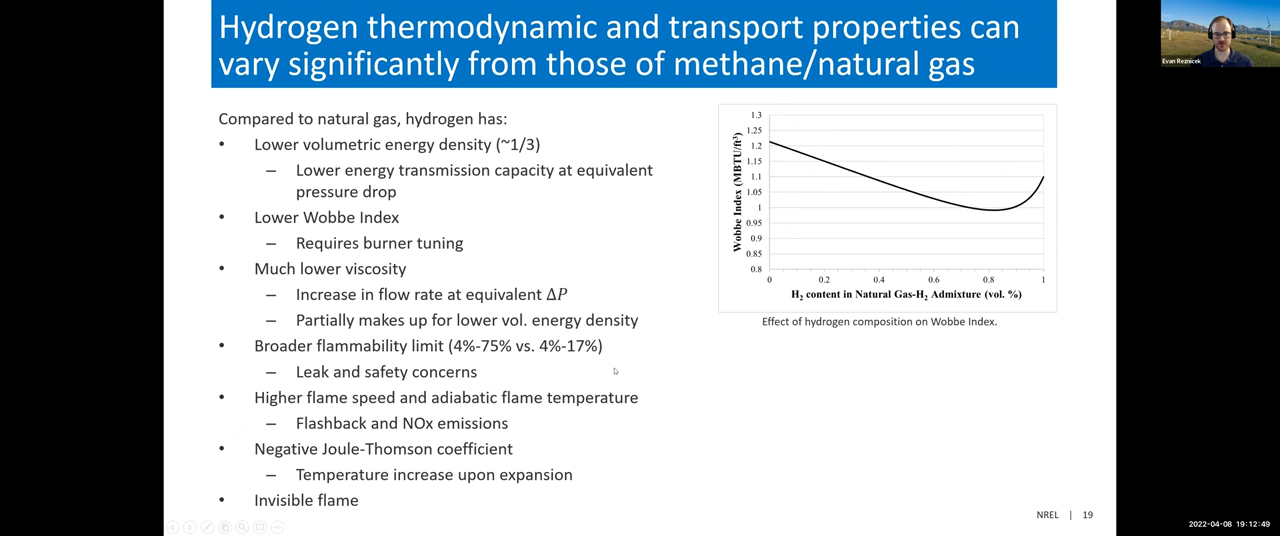 Hydrogen thermodynamic and transport properties can
vary significantly from those of methane/natural gas
Compared to natural gas, hydrogen has:
• Lower volumetric energy density (~1/3)
– Lower energy transmission capacity at equivalent
pressure drop
• Lower Wobbe Index
– Requires burner tuning
• Much lower viscosity
– Increase in flow rate at equivalent ΔP
– Partially makes up for lower vol. energy density
• Broader flammability limit (4%-75% vs. 4%-17%)
– Leak and safety concerns
• Higher flame speed and adiabatic flame temperature
– Flashback and NOx emissions
• Negative Joule-Thomson coefficient
– Temperature increase upon expansion
• Invisible flame
Wobbe Index (MBTU/ft³)
1.3
1.25
1.2
1.15
1.1
1.05
1
0.95
0.9
0.85
0.8
0 0.2 0.4 0.6 0.8 1
H₂ content in Natural Gas-H₂ Admixture (vol. %)
Effect of hydrogen composition on Wobbe Index.
NREL | 19
Evan Reznicek
2022-04-08 19:12:49